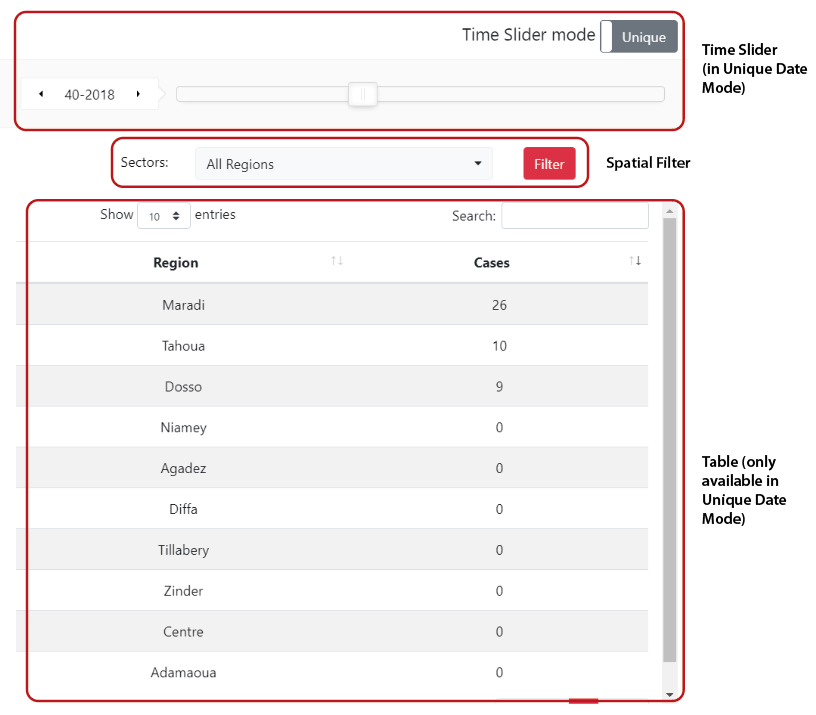 Time Slider mode Unique
Time Slider
(in Unique Date
Mode)
40-2018
Sectors: All Regions Filter
Spatial Filter
Show 10 entries Search:
Region Cases
Maradi 26
Tahoua 10
Dosso 9
Niamey 0
Agadez 0
Diffa 0
Tillabery 0
Zinder 0
Centre 0
Adamaoua 0
Table (only
available in
Unique Date
Mode)